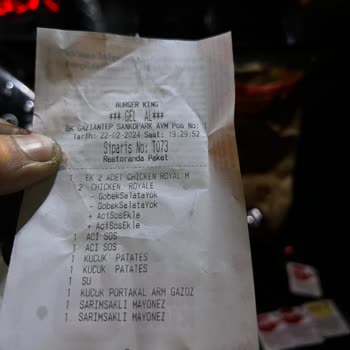 BURGER KING
*** GEL AL***
BK GAZIANTEP SANKOPARK AVM Pos No: 1
Tarih: 22-02-2024 Saat: 19:29:52
Siparis No: T073
Restoranda Paket
1 EK 2 ADET CHICKEN ROYAL M
2 CHICKEN ROYALE
- GobekSalataYok
- GobekSalataYok
+ AciSosEkle
+ AciSosEkle
1 ACI SOS
1 ACI SOS
1 KUCUK PATATES
1 KUCUK PATATES
1 SU
1 KUCUK PORTAKAL ARM GAZOZ
1 SARIMSAKLI MAYONEZ
1 SARIMSAKLI MAYONEZ